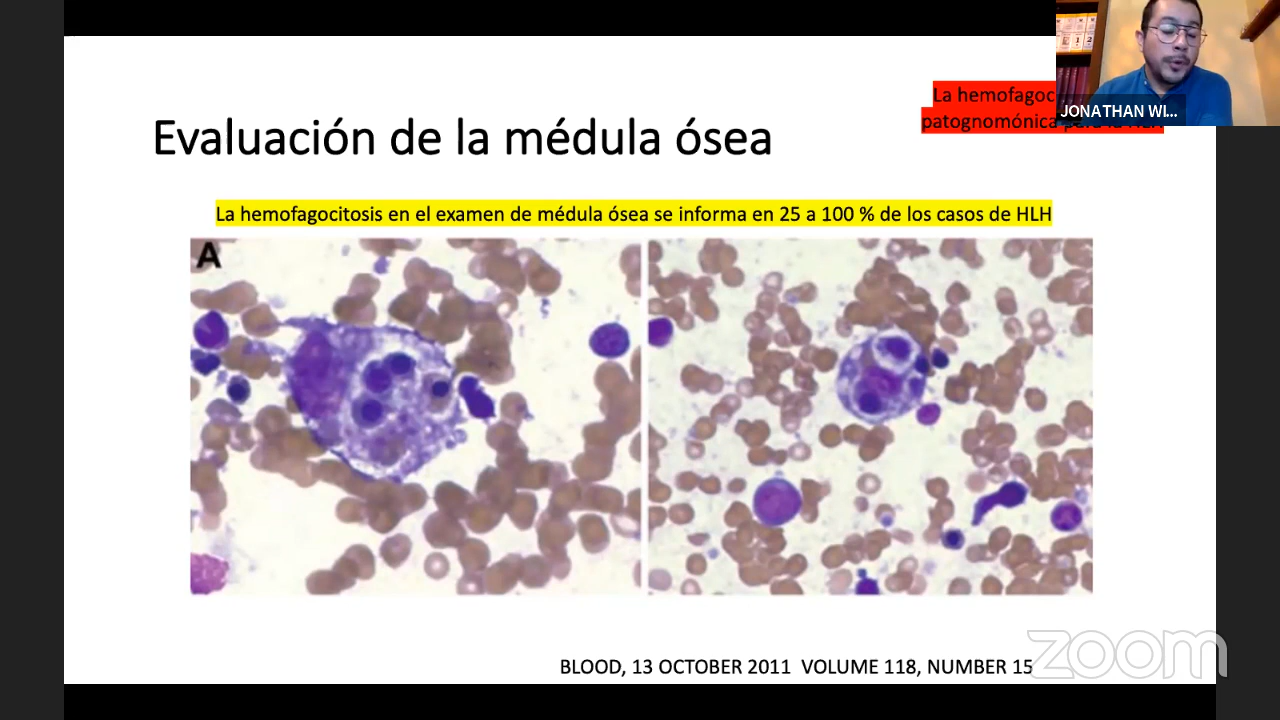 La hemofagoc
patognomónica
JONATHAN WI...
Evaluación de la médula ósea
La hemofagocitosis en el examen de médula ósea se informa en 25 a 100 % de los casos de HLH
A
BLOOD, 13 OCTOBER 2011 VOLUME 118, NUMBER 15
zoom